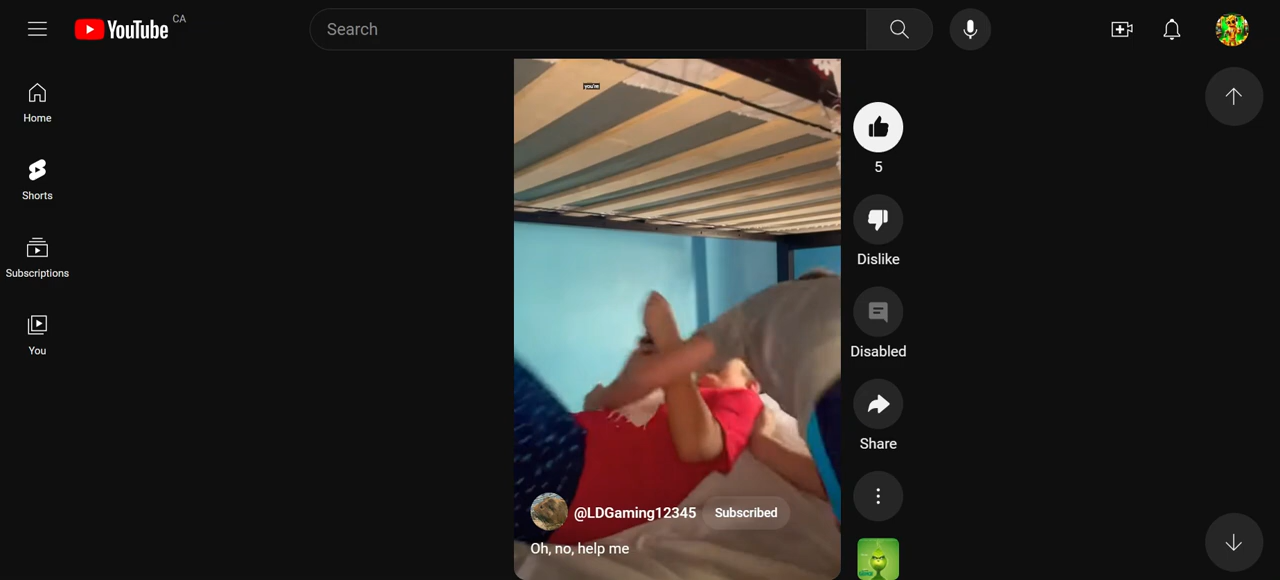 YouTube CA
Search
Home
Shorts
Subscriptions
You
you're
5
Dislike
Disabled
Share
@LDGaming12345 Subscribed
Oh, no, help me